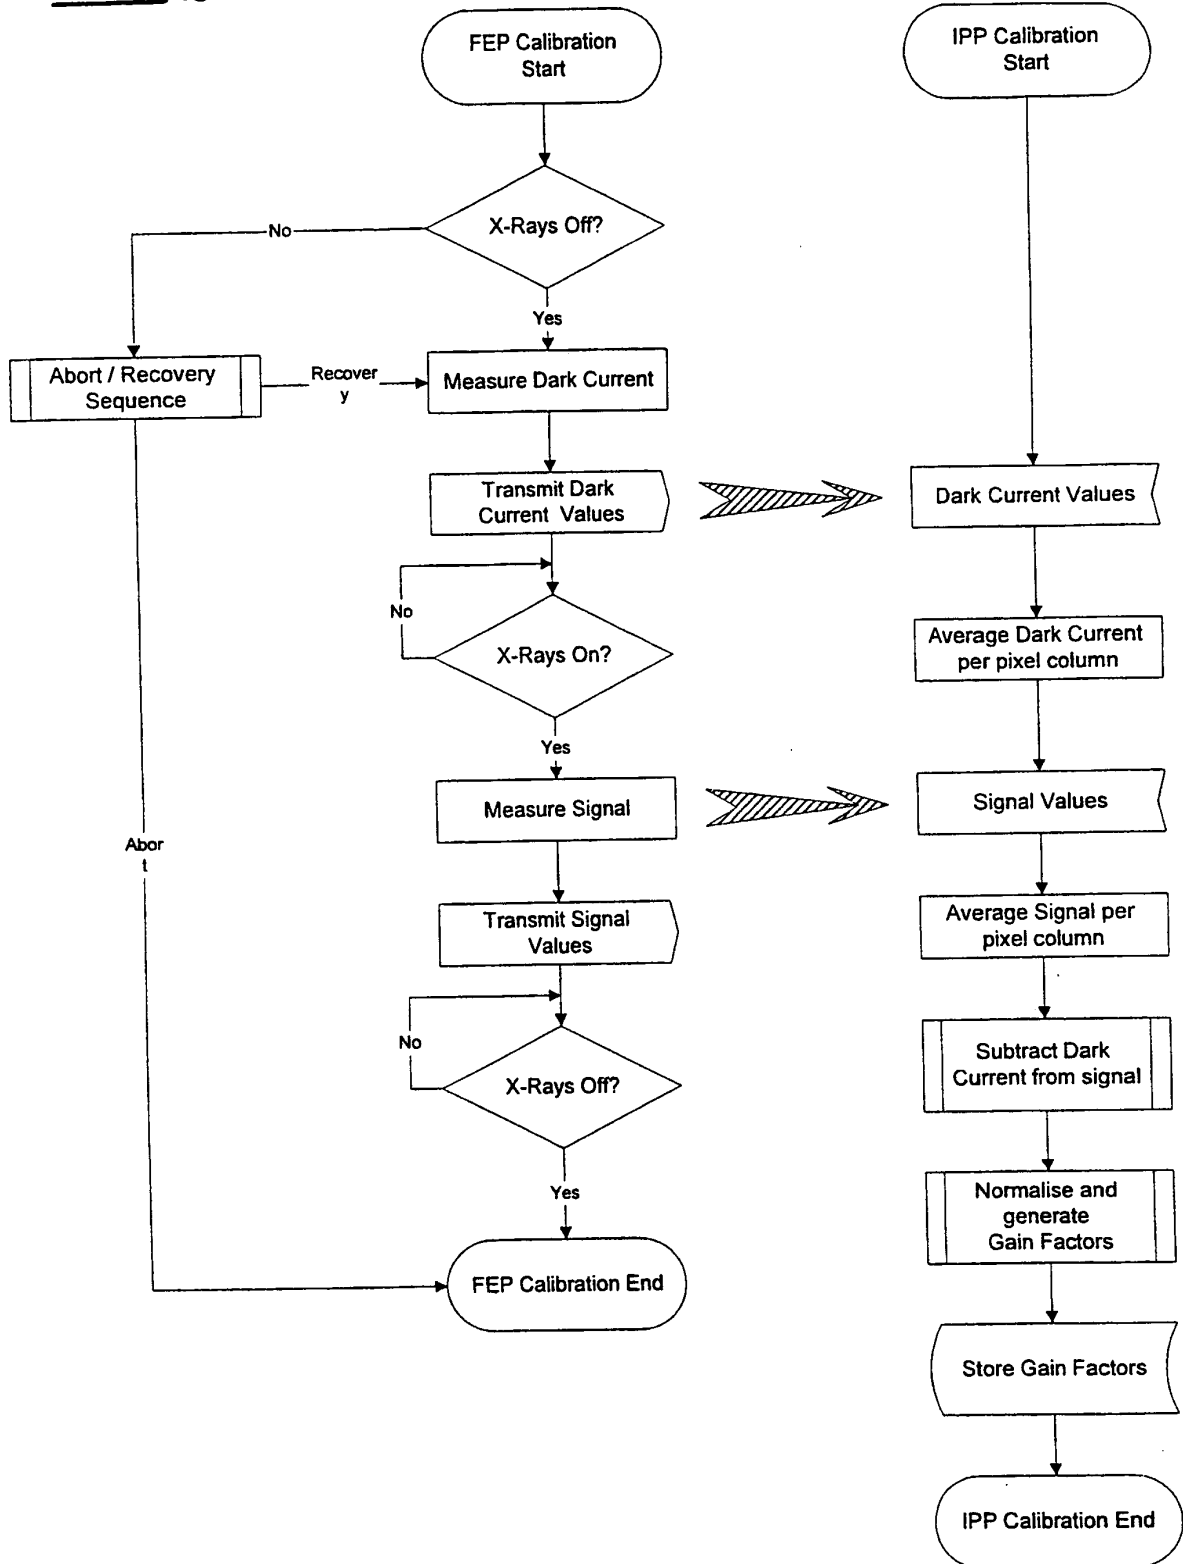 FEP Calibration
Start
IPP Calibration
Start
X-Rays Off?
No
Yes
Abort / Recovery
Sequence
Recover
y
Measure Dark Current
Transmit Dark
Current Values
Dark Current Values
No
X-Rays On?
Average Dark Current
per pixel column
Yes
Measure Signal
Signal Values
Abor
t
Transmit Signal
Values
Average Signal per
pixel column
No
X-Rays Off?
Subtract Dark
Current from signal
Yes
Normalise and
generate
Gain Factors
FEP Calibration End
Store Gain Factors
IPP Calibration End